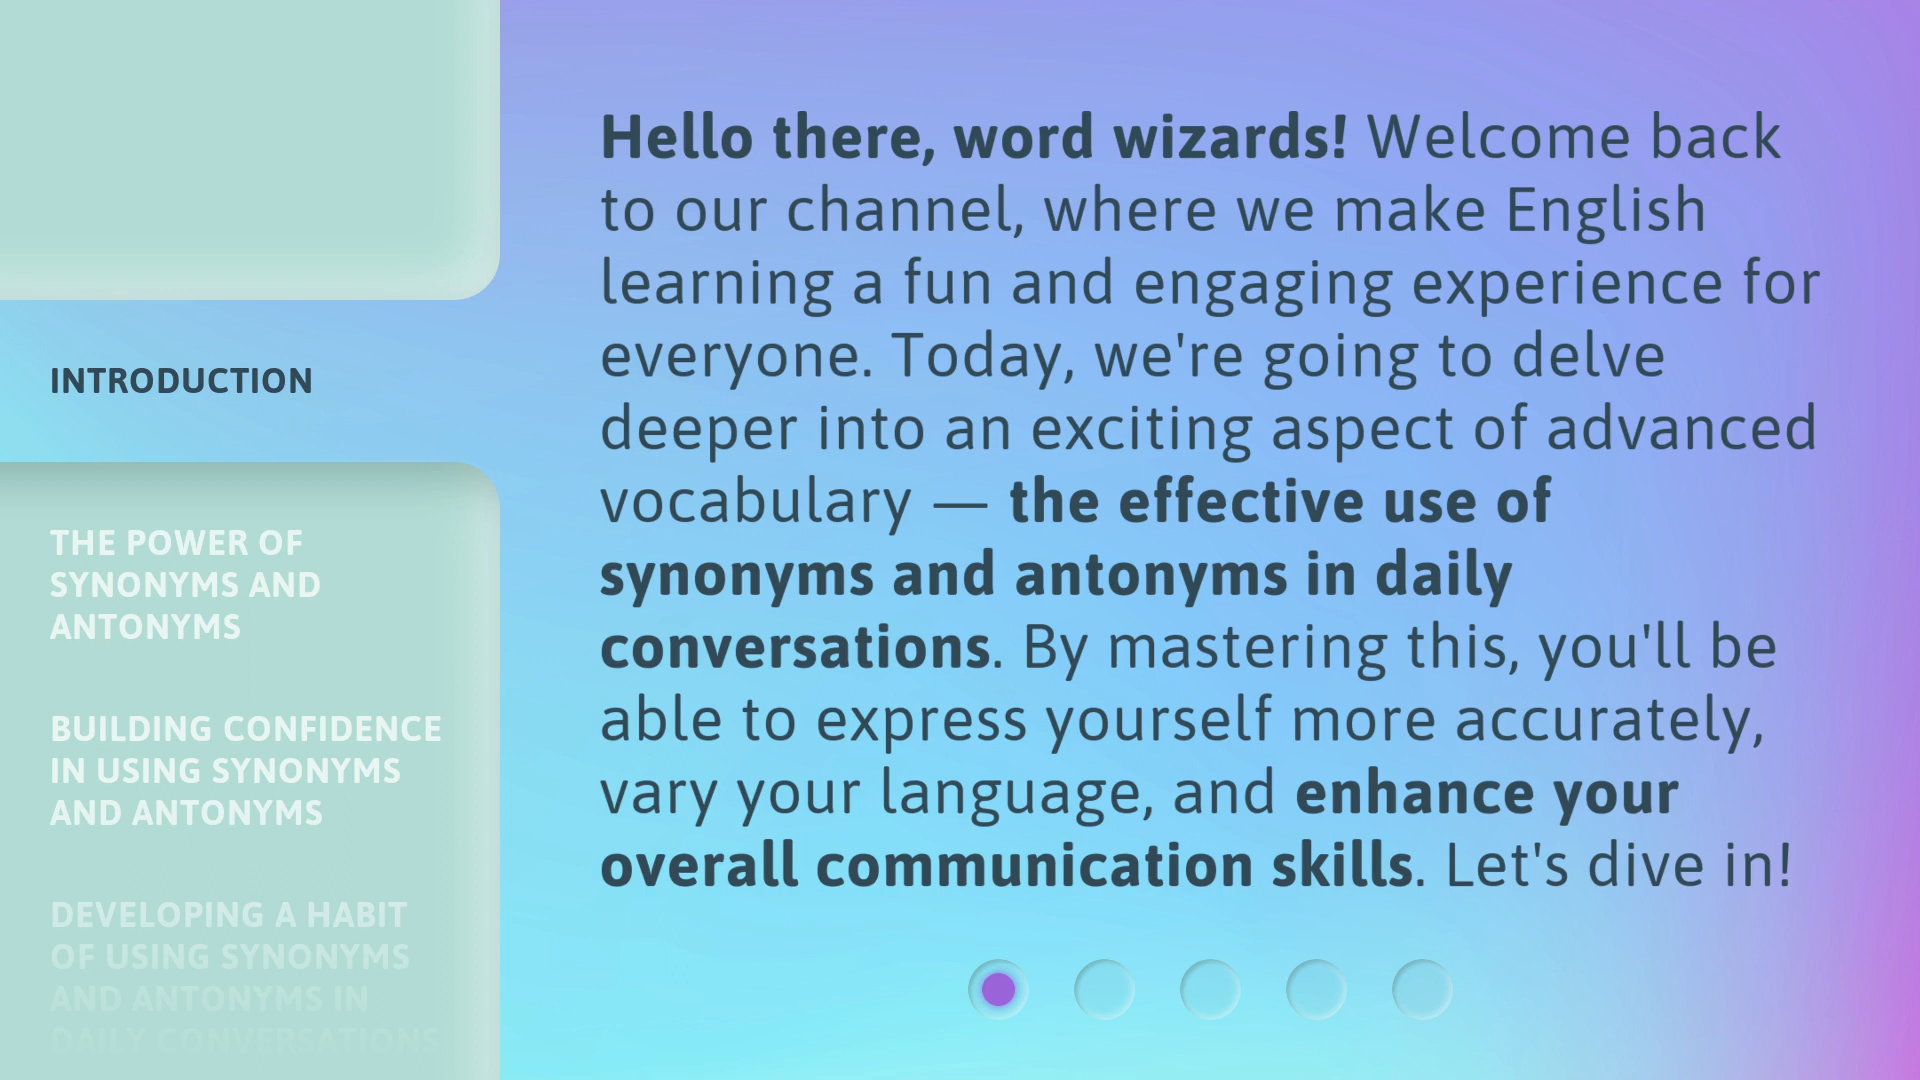 INTRODUCTION
THE POWER OF
SYNONYMS AND
ANTONYMS
BUILDING CONFIDENCE
IN USING SYNONYMS
AND ANTONYMS
DEVELOPING A HABIT
OF USING SYNONYMS
AND ANTONYMS IN
DAILY CONVERSATIONS
Hello there, word wizards! Welcome back
to our channel, where we make English
learning a fun and engaging experience for
everyone. Today, we're going to delve
deeper into an exciting aspect of advanced
vocabulary — the effective use of
synonyms and antonyms in daily
conversations. By mastering this, you'll be
able to express yourself more accurately,
vary your language, and enhance your
overall communication skills. Let's dive in!